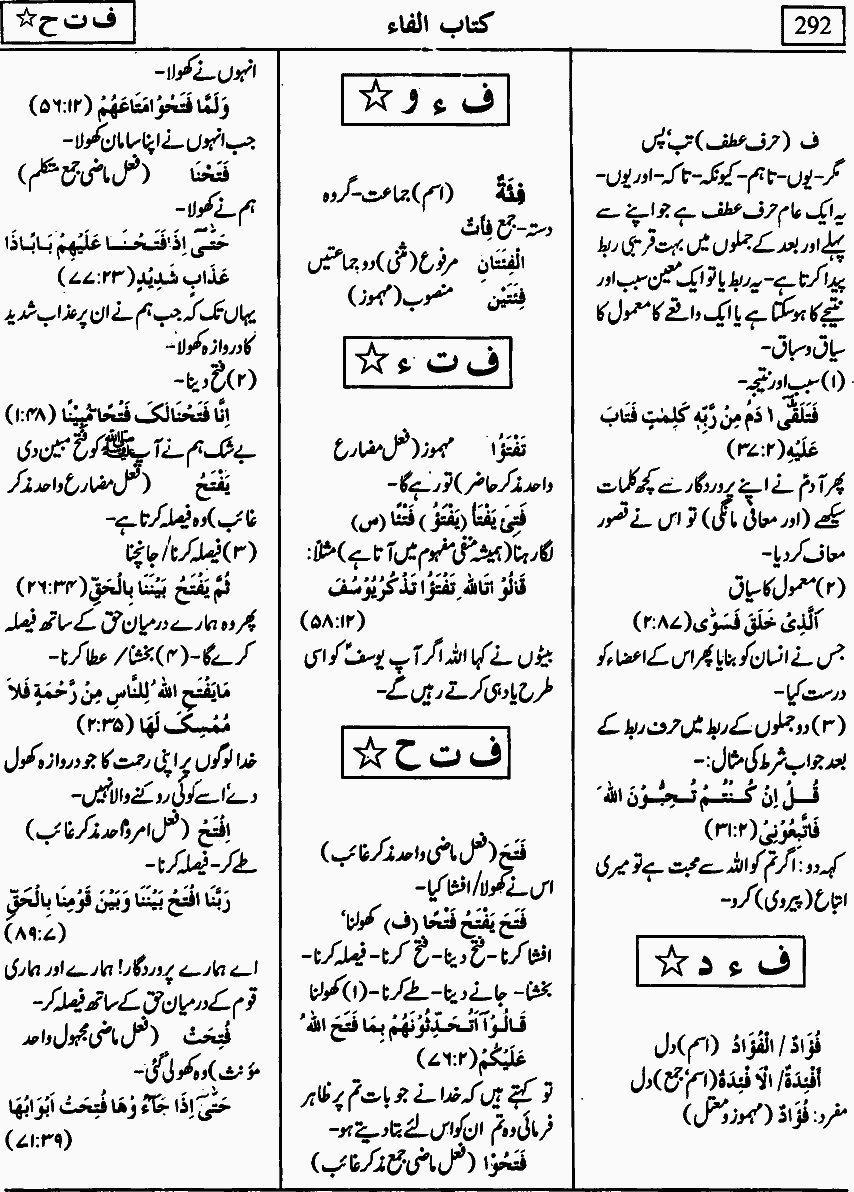 292
کتاب الفاء
ف ت ح ☆
ف (حرف عطف) تب، پس
مگر-یوں-تاہم-کیونکہ-تاکہ-اور یوں-
یہ ایک عام حرف عطف ہے جو اپنے سے
پہلے اور بعد کے جملوں میں بہت قریبی ربط
پیدا کرتا ہے- یہ ربط یا تو ایک معین سبب اور
نتیجے کا ہوسکتا ہے یا ایک واقعے کا معمول کا
سیاق وسباق-
(۱) سبب اور نتیجہ-
فَتَلَقّٰۤی اٰدَمُ مِنْ رَّبِّهٖ كَلِمٰتٍ فَتَابَ
عَلَيْهِ (۳۷:۲)
پھر آدمؑ نے اپنے پروردگار سے کچھ کلمات
سیکھے (اور معافی مانگی) تو اس نے قصور
معاف کردیا-
(۲) معمول کا سیاق
اَلَّذِیْ خَلَقَ فَسَوّٰی (۲:۸۷)
جس نے انسان کو بنایا پھر اس کے اعضاء کو
درست کیا-
(۳) دو جملوں کے ربط میں حرف ربط کے
بعد جواب شرط کی مثال:-
قُلْ اِنْ كُنْتُمْ تُحِبُّوْنَ اللهَ
فَاتَّبِعُوْنِیْ (۳۱:۲)
کہہ دو: اگر تم کو اللہ سے محبت ہے تو میری
اتباع (پیروی) کرو-
ف ء د ☆
فُؤَادٌ / الْفُؤَادُ (اسم) دل
اَفْئِدَةٌ / الْاَفْئِدَةُ (اسم، جمع) دل
مفرد: فُؤَادٌ (مہموز و معتل)
ف ء و ☆
فِئَةٌ (اسم) جماعت-گروہ
دستہ- جمع فِآتٌ
الْفِئَتَانِ مرفوع (مثنی) دو جماعتیں
فِئَتَيْنِ منصوب (مہموز)
ف ت ء ☆
تَفْتَؤُا مہموز (فعل مضارع
واحد مذکر حاضر) تو رہے گا-
فَتِیَٔ يَفْتَأُ (يَفْتَؤُ) فَتْئًا (س)
لگا رہنا (ہمیشہ منفی مفہوم میں آتا ہے) مثلاً:
قَالُوْا تَاللهِ تَفْتَؤُا تَذْكُرُ يُوْسُفَ
(۵۸:۱۲)
بیٹوں نے کہا اللہ اگر آپ یوسفؑ کو اسی
طرح یاد ہی کرتے رہیں گے-
ف ت ح ☆
فَتَحَ (فعل ماضی واحد مذکر غائب)
اس نے کھولا / افشا کیا-
فَتَحَ يَفْتَحُ فَتْحًا (ف) کھولنا،
افشا کرنا-فتح دینا- فتح کرنا- فیصلہ کرنا-
بخشنا- جانے دینا- طے کرنا- (۱) کھولنا
قَالُوْۤا اَتُحَدِّثُوْنَهُمْ بِمَا فَتَحَ اللهُ
عَلَيْكُمْ (۷۶:۲)
تو کہتے ہیں کہ خدا نے جو بات تم پر ظاہر
فرمائی وہ تم ان کو اس لئے بتا دیتے ہو-
فَتَحُوْا (فعل ماضی جمع مذکر غائب)
انہوں نے کھولا-
وَلَمَّا فَتَحُوْا مَتَاعَهُمْ (۵۶:۱۲)
جب انہوں نے اپنا سامان کھولا-
فَتَحْنَا (فعل ماضی جمع متکلم)
ہم نے کھولا-
حَتّٰۤی اِذَا فَتَحْنَا عَلَيْهِمْ بَابًا ذَا
عَذَابٍ شَدِيْدٍ (۷۷:۲۳)
یہاں تک کہ جب ہم نے ان پر عذاب شدید
کا دروازہ کھولا-
(۲) فتح دینا-
اِنَّا فَتَحْنَا لَكَ فَتْحًا مُّبِيْنًا (۱:۴۸)
بے شک ہم نے آپ ﷺ کو فتح مبین دی
يَفْتَحُ (فعل مضارع واحد مذکر
غائب) وہ فیصلہ کرتا ہے-
(۳) فیصلہ کرنا / جانچنا
ثُمَّ يَفْتَحُ بَيْنَنَا بِالْحَقِّ (۲۶:۳۴)
پھر وہ ہمارے درمیان حق کے ساتھ فیصلہ
کرے گا- (۴) بخشنا / عطا کرنا-
مَا يَفْتَحِ اللهُ لِلنَّاسِ مِنْ رَّحْمَةٍ فَلَا
مُمْسِكَ لَهَا (۲:۳۵)
خدا لوگوں پر اپنی رحمت کا جو دروازہ کھول
دے، اسے کوئی روکنے والا نہیں-
اِفْتَحْ (فعل امر واحد مذکر غائب)
طے کر- فیصلہ کرنا-
رَبَّنَا افْتَحْ بَيْنَنَا وَبَيْنَ قَوْمِنَا بِالْحَقِّ
(۸۹:۷)
اے ہمارے پروردگار! ہمارے اور ہماری
قوم کے درمیان حق کے ساتھ فیصلہ کر-
فُتِحَتْ (فعل ماضی مجہول واحد
مؤنث) وہ کھولی گئی-
حَتّٰۤی اِذَا جَآءُوْهَا فُتِحَتْ اَبْوَابُهَا
(۷۱:۳۹)